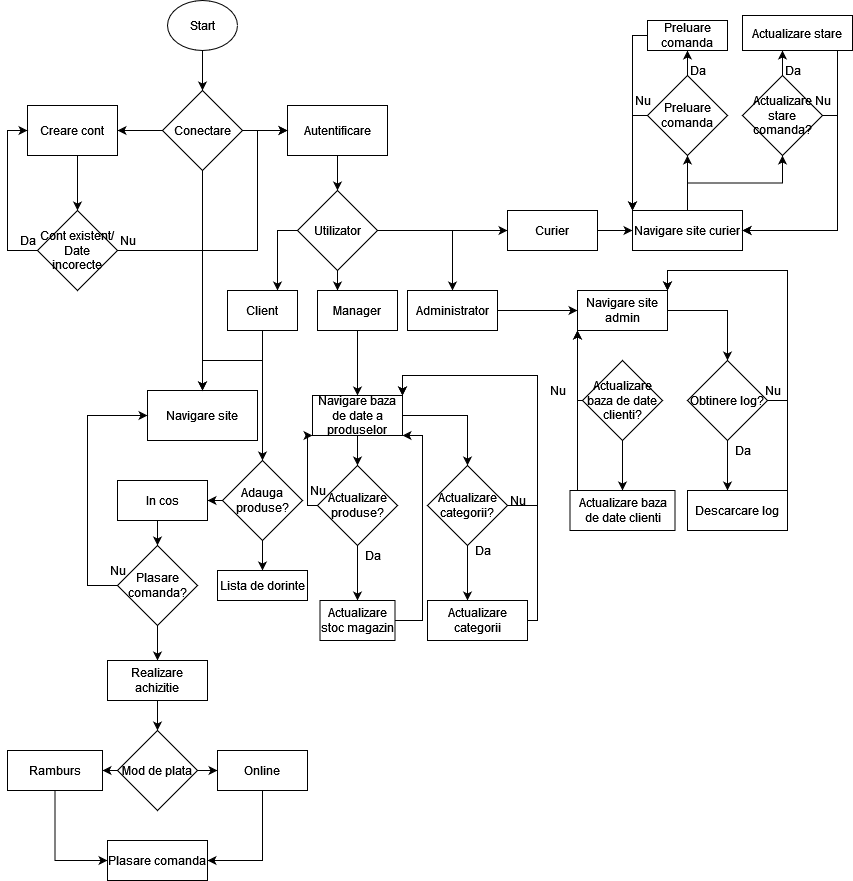 Start
Preluare
comanda
Actualizare stare
Da
Da
Nu
Preluare
comanda
Actualizare
stare
comanda?
Nu
Creare cont
Conectare
Autentificare
Cont existent/
Date
incorecte
Da
Nu
Utilizator
Curier
Navigare site curier
Client
Manager
Administrator
Navigare site
admin
Navigare site
Navigare baza
de date a
produselor
Nu
Actualizare
baza de date
clienti?
Obtinere log?
Nu
Da
In cos
Adauga
produse?
Nu
Actualizare
produse?
Da
Actualizare
categorii?
Nu
Da
Actualizare baza
de date clienti
Descarcare log
Nu
Plasare
comanda?
Lista de dorinte
Actualizare
stoc magazin
Actualizare
categorii
Realizare
achizitie
Ramburs
Mod de plata
Online
Plasare comanda